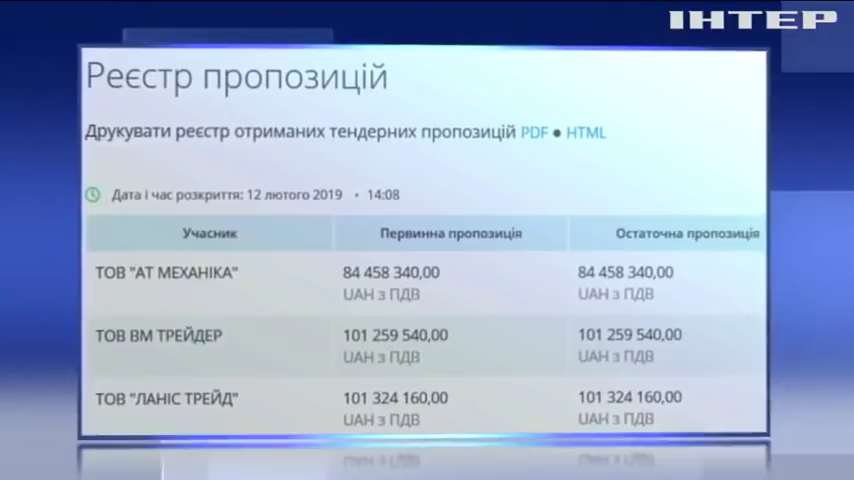 ІНТЕР
Реєстр пропозицій
Друкувати реєстр отриманих тендерних пропозицій PDF ● HTML
Дата і час розкриття: 12 лютого 2019 • 14:08
Учасник Первинна пропозиція Остаточна пропозиція
ТОВ "АТ МЕХАНІКА" 84 458 340,00 84 458 340,00
UAH з ПДВ UAH з ПДВ
ТОВ ВМ ТРЕЙДЕР 101 259 540,00 101 259 540,00
UAH з ПДВ UAH з ПДВ
ТОВ "ЛАНІС ТРЕЙД" 101 324 160,00 101 324 160,00
UAH з ПДВ UAH з ПДВ